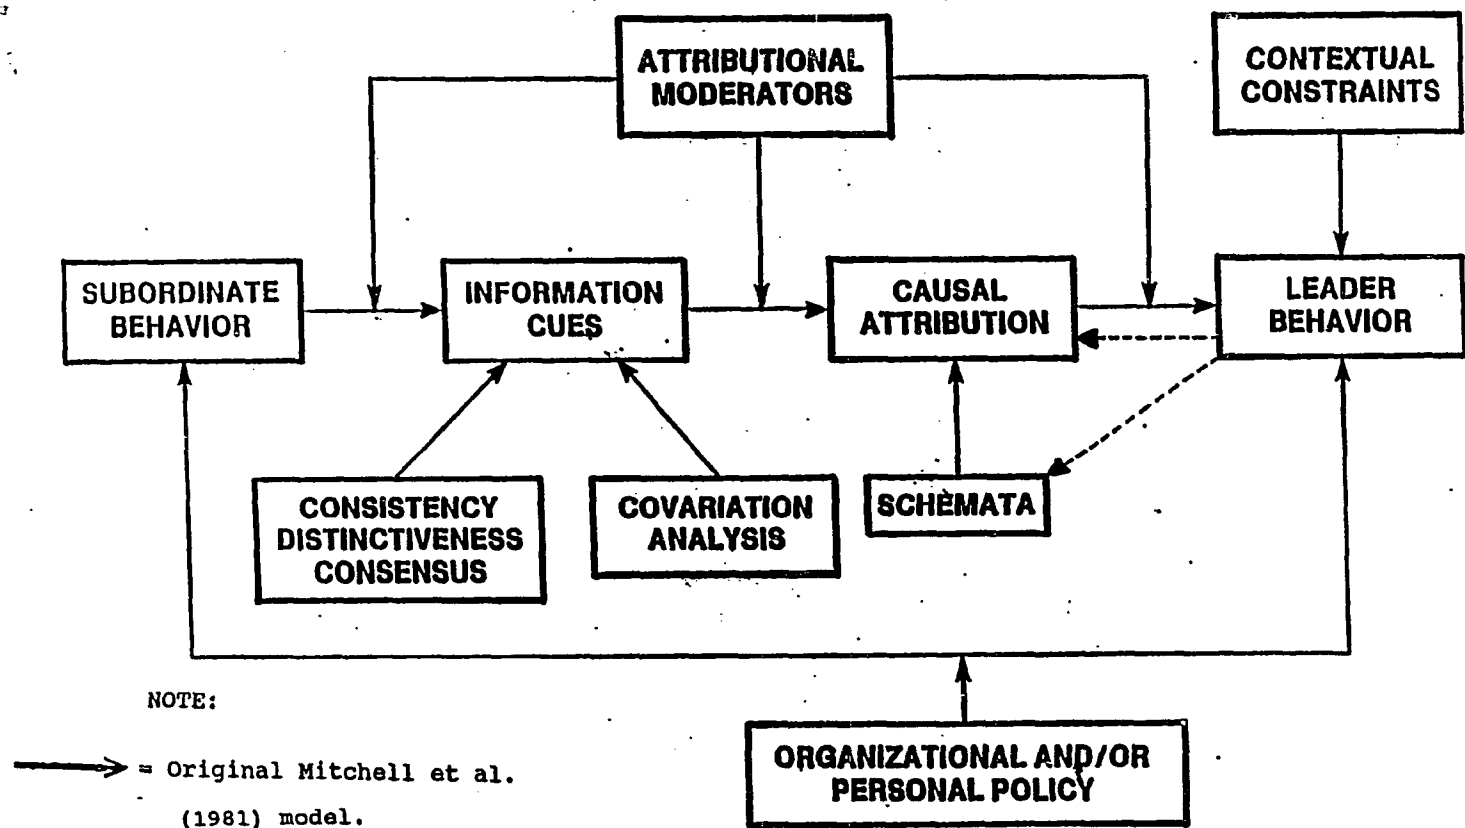 ATTRIBUTIONAL
MODERATORS
CONTEXTUAL
CONSTRAINTS
SUBORDINATE
BEHAVIOR
INFORMATION
CUES
CAUSAL
ATTRIBUTION
LEADER
BEHAVIOR
CONSISTENCY
DISTINCTIVENESS
CONSENSUS
COVARIATION
ANALYSIS
SCHEMATA
NOTE:
= Original Mitchell et al.
(1981) model.
ORGANIZATIONAL AND/OR
PERSONAL POLICY